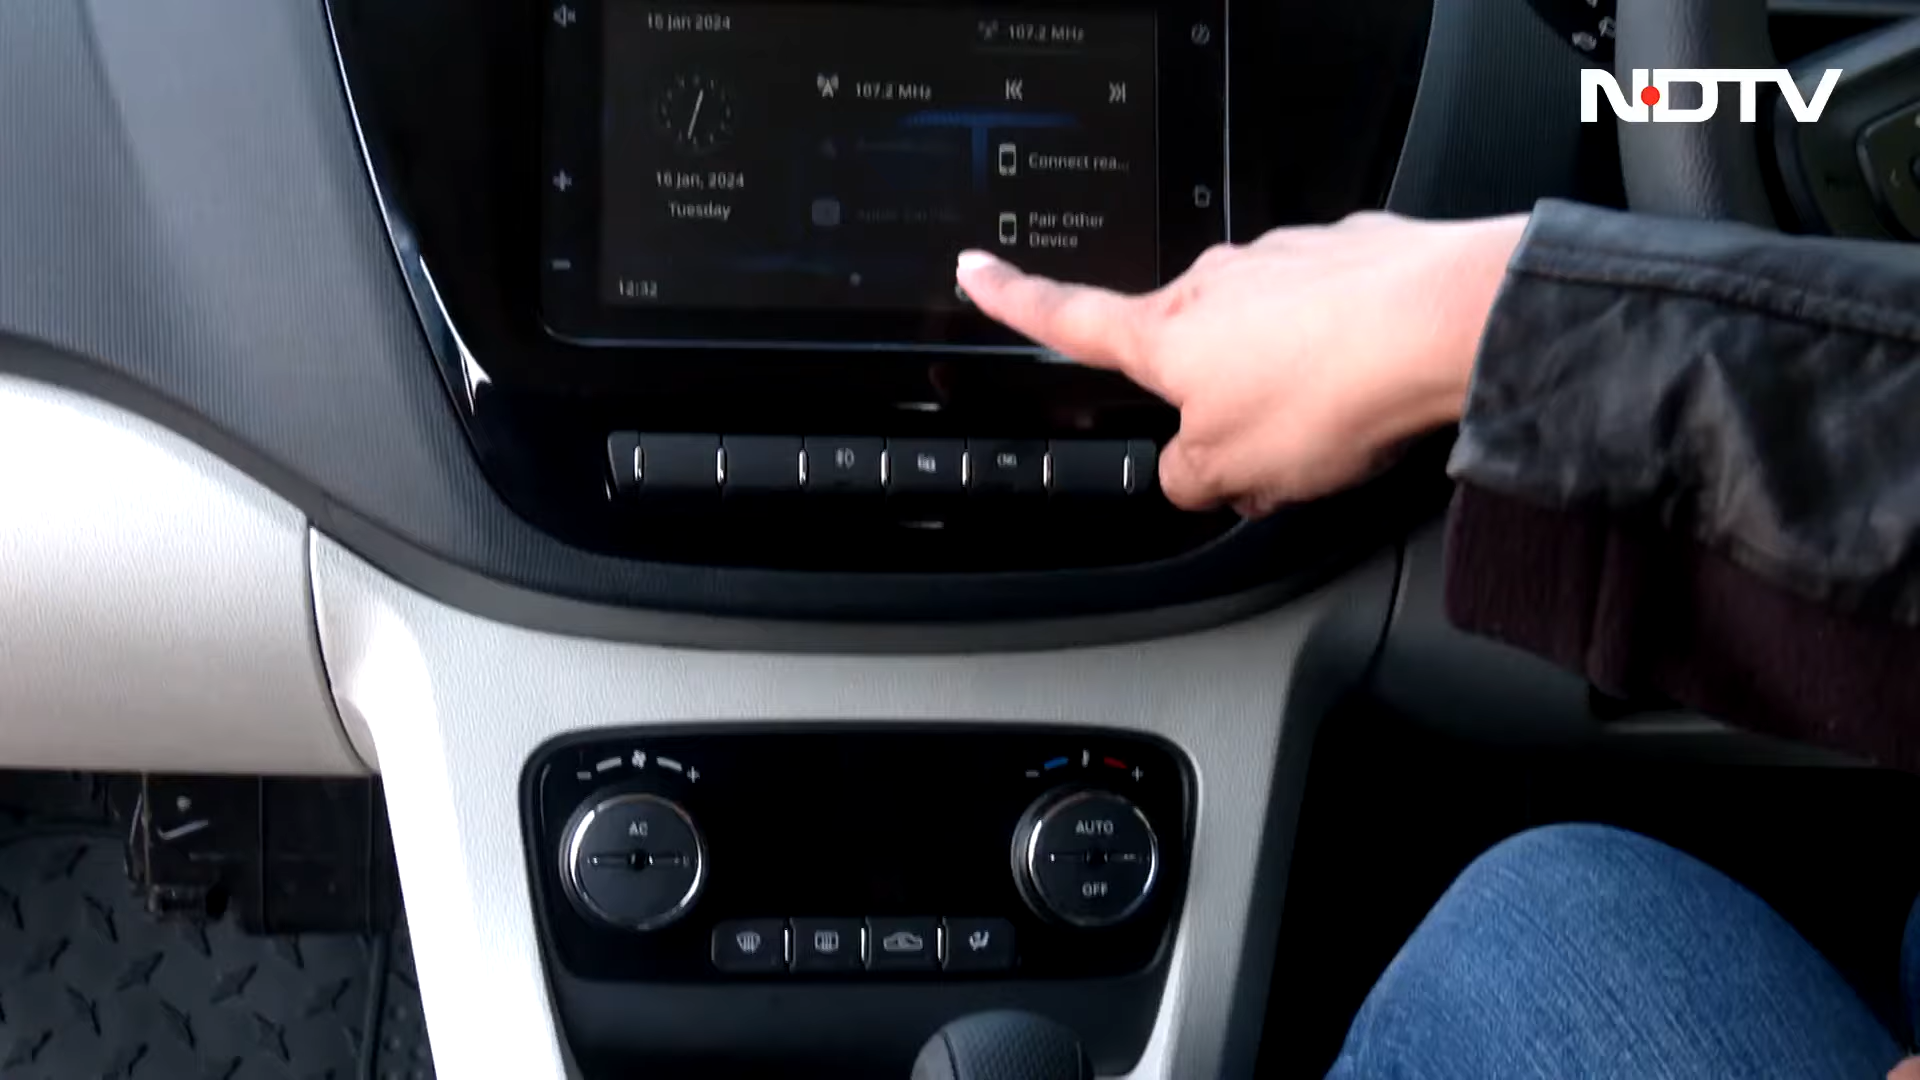 16 Jan 2024
107.2 MHz
107.2 MHz
Connect rea...
16 Jan, 2024
Tuesday
Pair Other
Device
12:32
NDTV
CNG
AC
AUTO
OFF